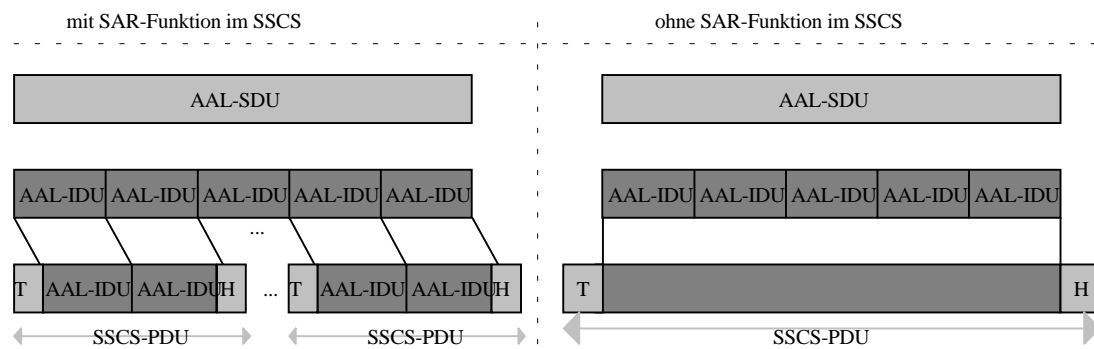 mit SAR-Funktion im SSCS
ohne SAR-Funktion im SSCS
AAL-SDU
AAL-SDU
AAL-IDU AAL-IDU AAL-IDU AAL-IDU AAL-IDU
AAL-IDU AAL-IDU AAL-IDU AAL-IDU AAL-IDU
...
T AAL-IDU AAL-IDU H ... T AAL-IDU AAL-IDU H
T H
SSCS-PDU SSCS-PDU
SSCS-PDU